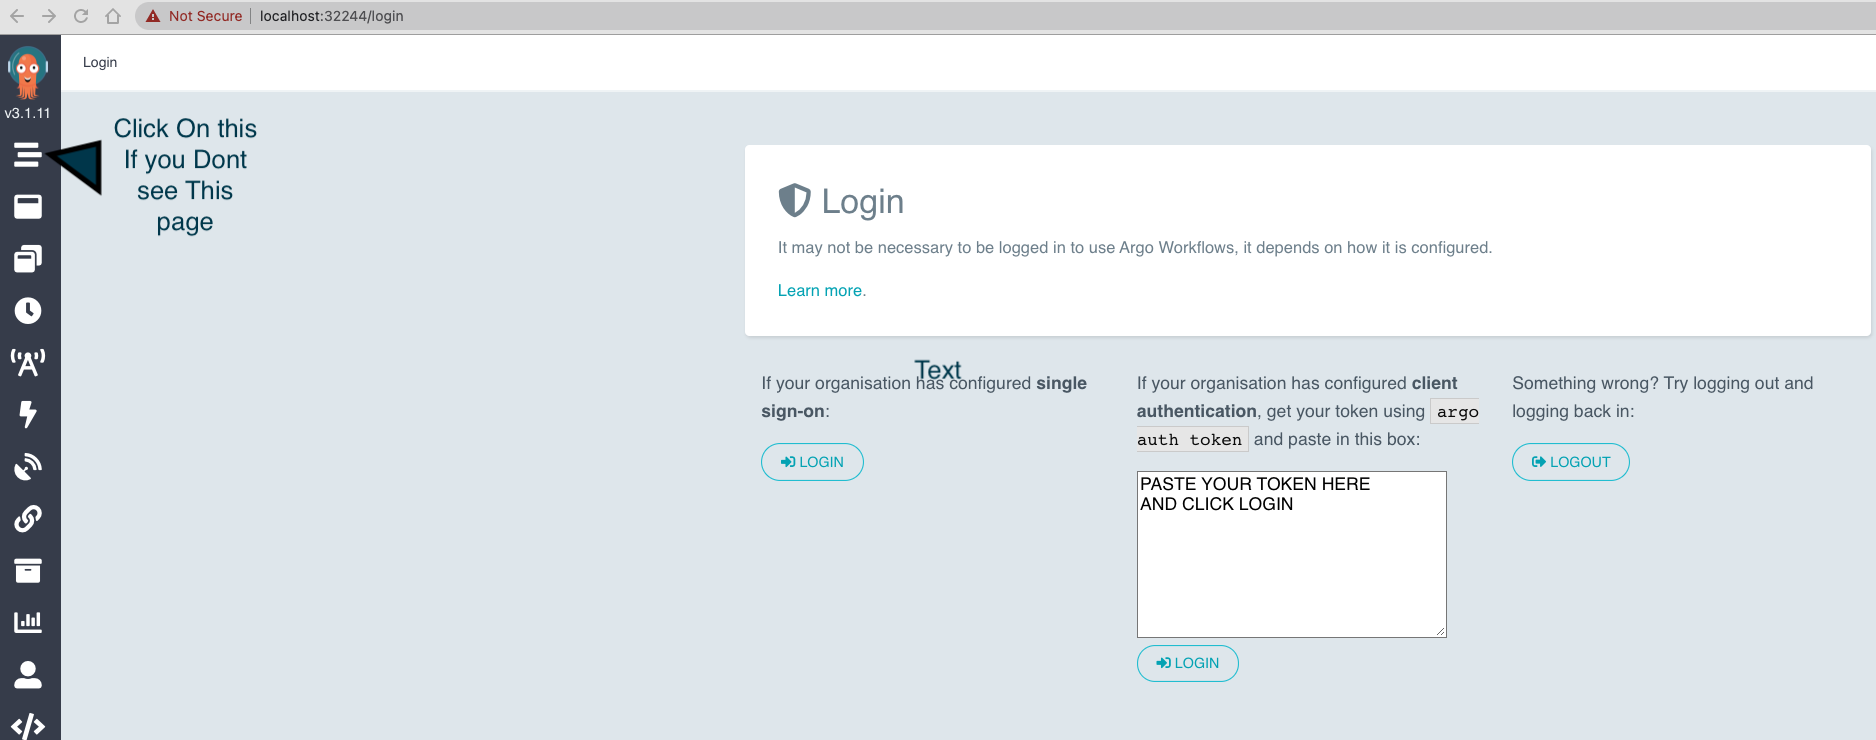 Not Secure localhost:32244/login
Login
v3.1.11
Click On this
If you Dont
see This
page
Login
It may not be necessary to be logged in to use Argo Workflows, it depends on how it is configured.
Learn more.
Text
If your organisation has configured single
sign-on:
LOGIN
If your organisation has configured client
authentication, get your token using argo
auth token and paste in this box:
PASTE YOUR TOKEN HERE
AND CLICK LOGIN
LOGIN
Something wrong? Try logging out and
logging back in:
LOGOUT